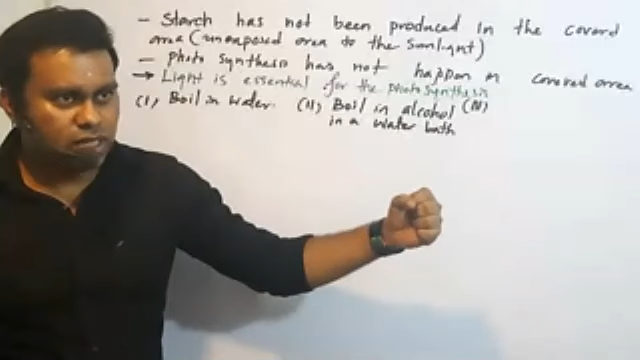 - Starch has not been produced in the coverd
area (unexposed area to the sunlight)
- Photo synthesis has not happen in covered area
→ Light is essential for the photosynthesis
(I) Boil in water. (II) Boil in alcohol (III)
in a water bath